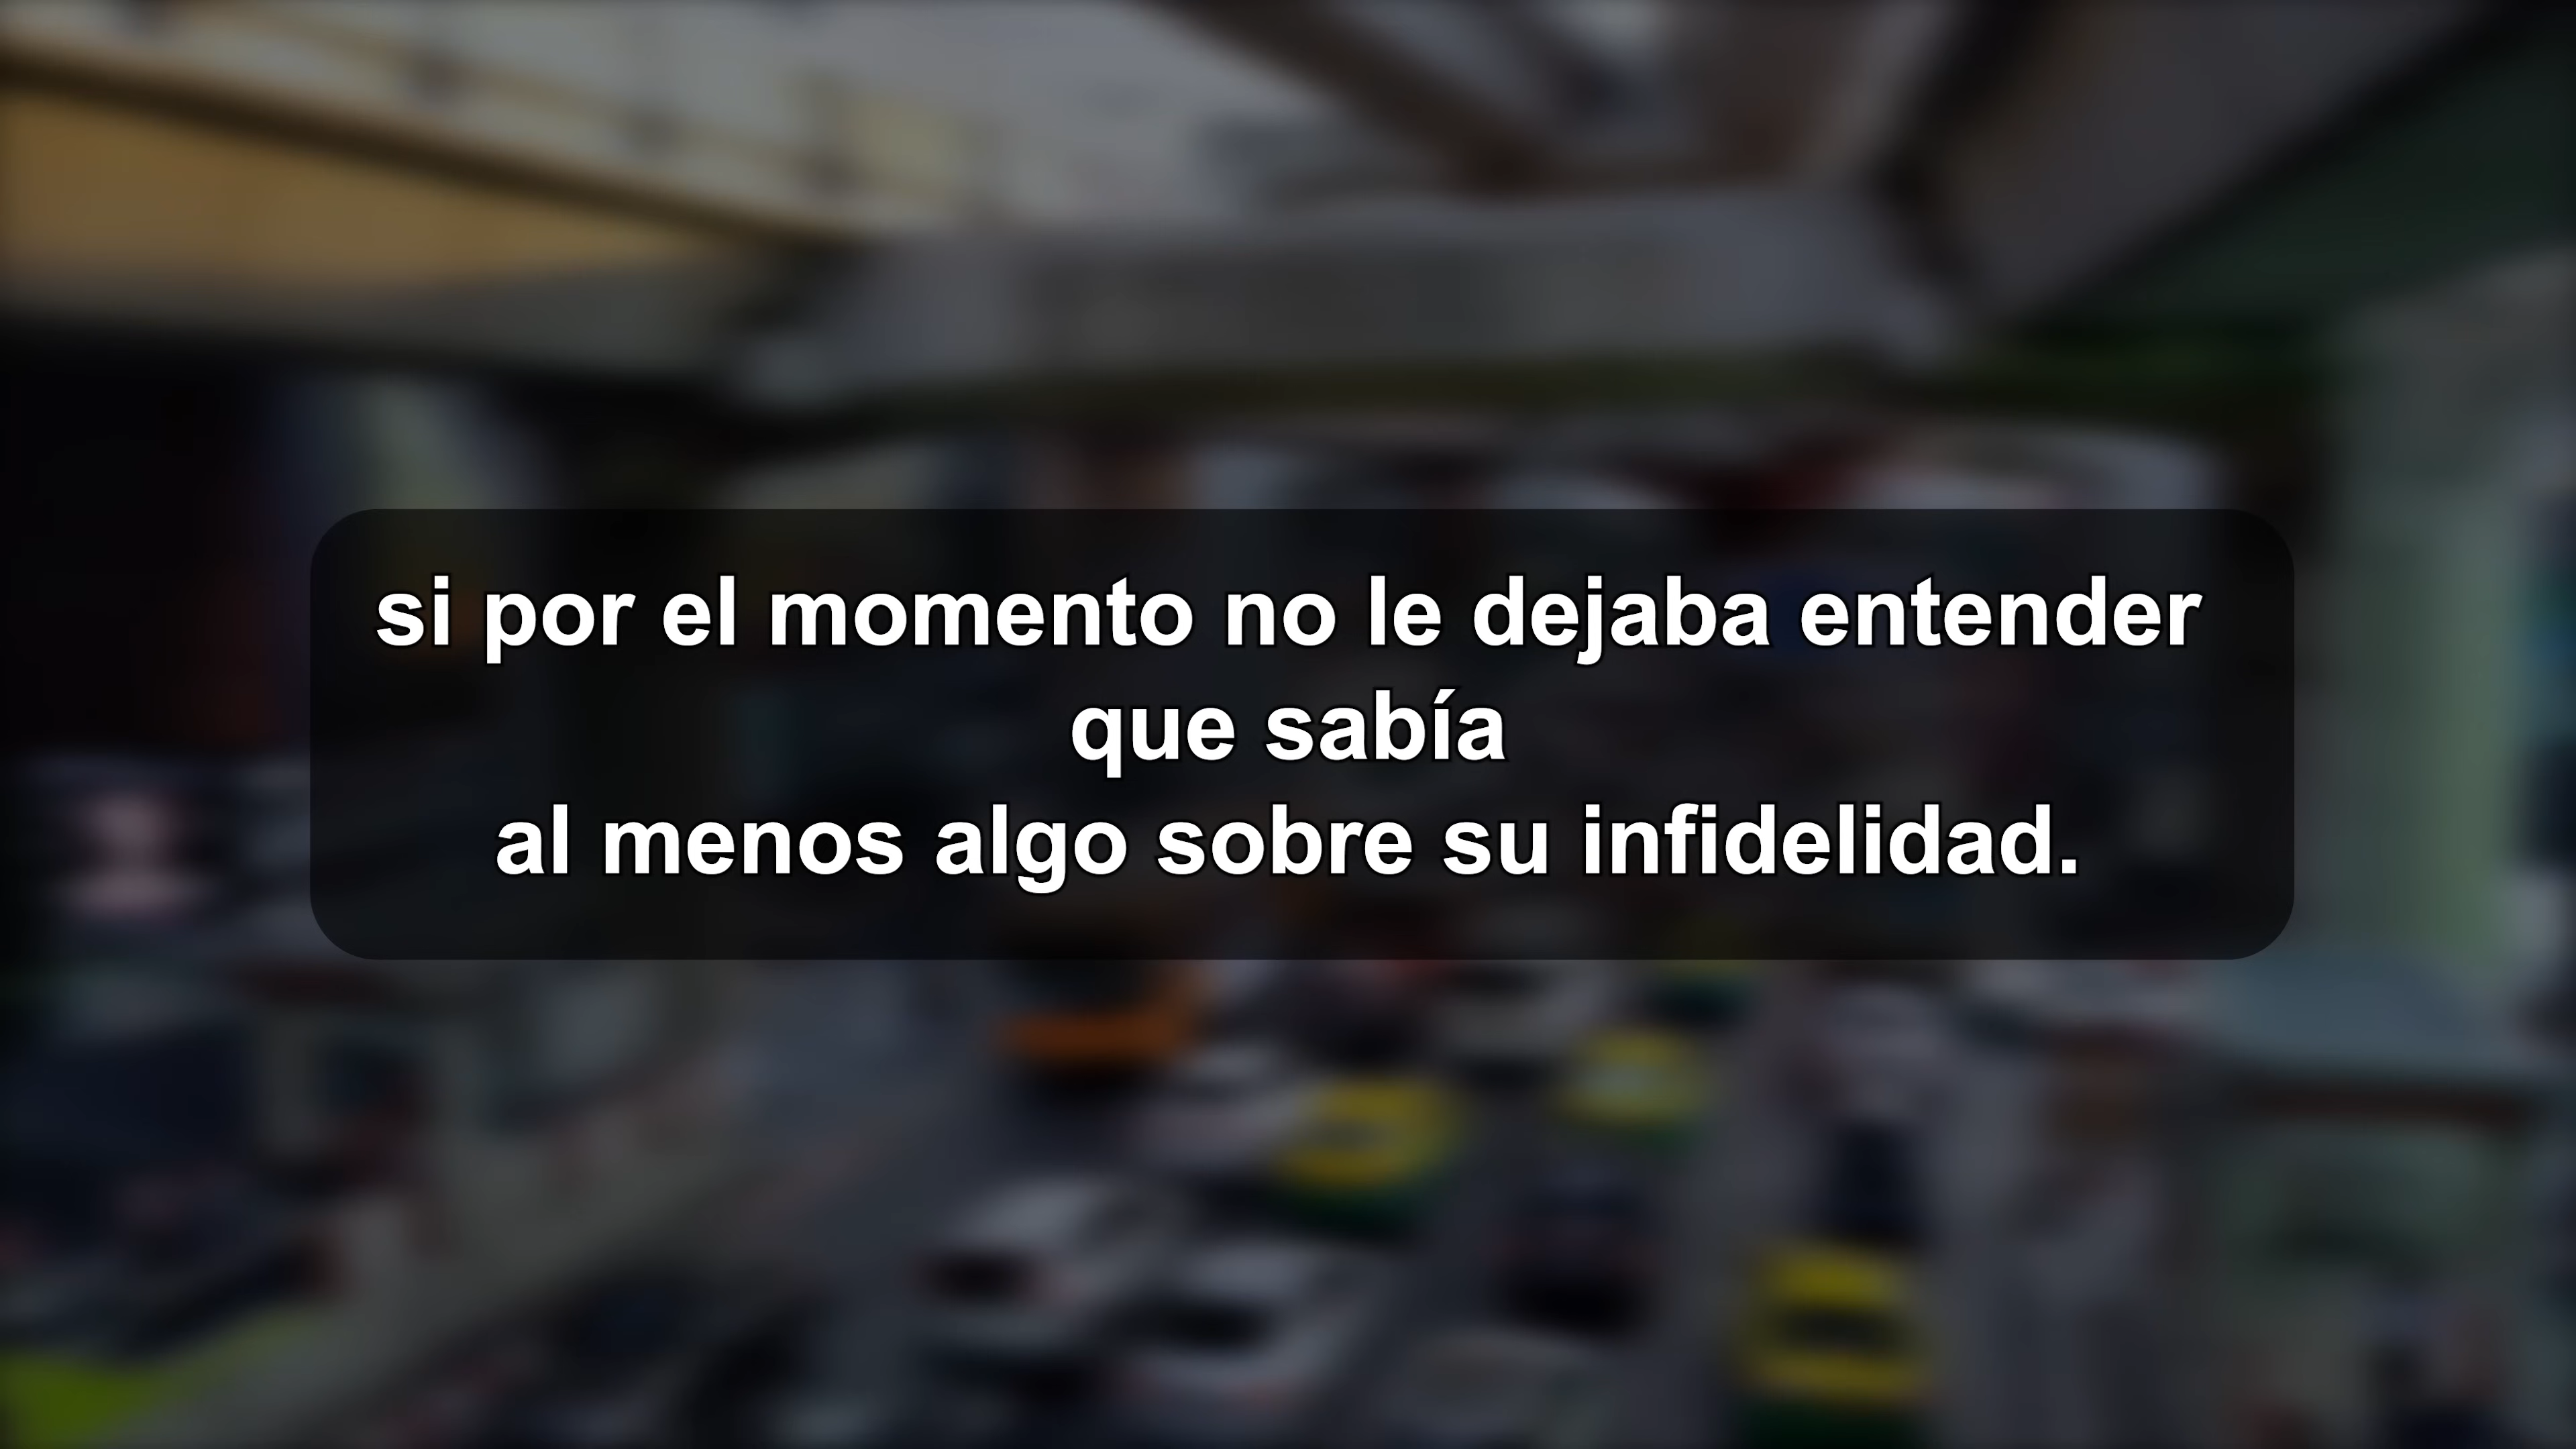 si por el momento no le dejaba entender
que sabía
al menos algo sobre su infidelidad.